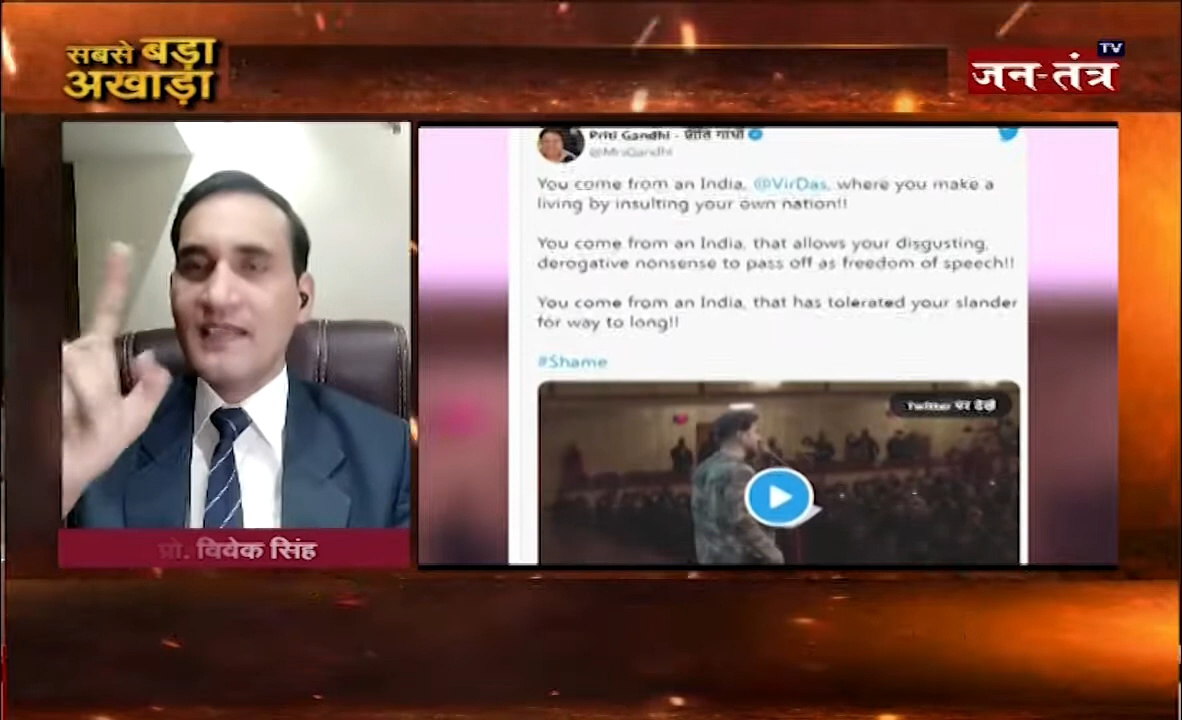 सबसे बड़ा
अखाड़ा
जन-तंत्र
TV
प्रो. विवेक सिंह
Priti Gandhi - प्रीति गांधी
@MrsGandhi
You come from an India, @VirDas, where you make a
living by insulting your own nation!!
You come from an India, that allows your disgusting,
derogative nonsense to pass off as freedom of speech!!
You come from an India, that has tolerated your slander
for way to long!!
#Shame
Twitter पर देखें